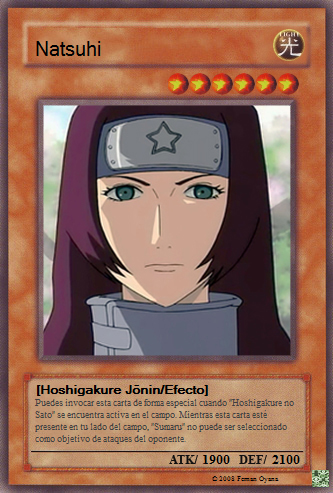 Natsuhi
LIGHT
光
[Hoshigakure Jōnin/Efecto]
Puedes invocar esta carta de forma especial cuando "Hoshigakure no
Sato" se encuentra activa en el campo. Mientras esta carta esté
presente en tu lado del campo, "Sumaru" no puede ser seleccionado
como objetivo de ataques del oponente.
ATK/ 1900 DEF/ 2100
©2008 Fernan Oyana